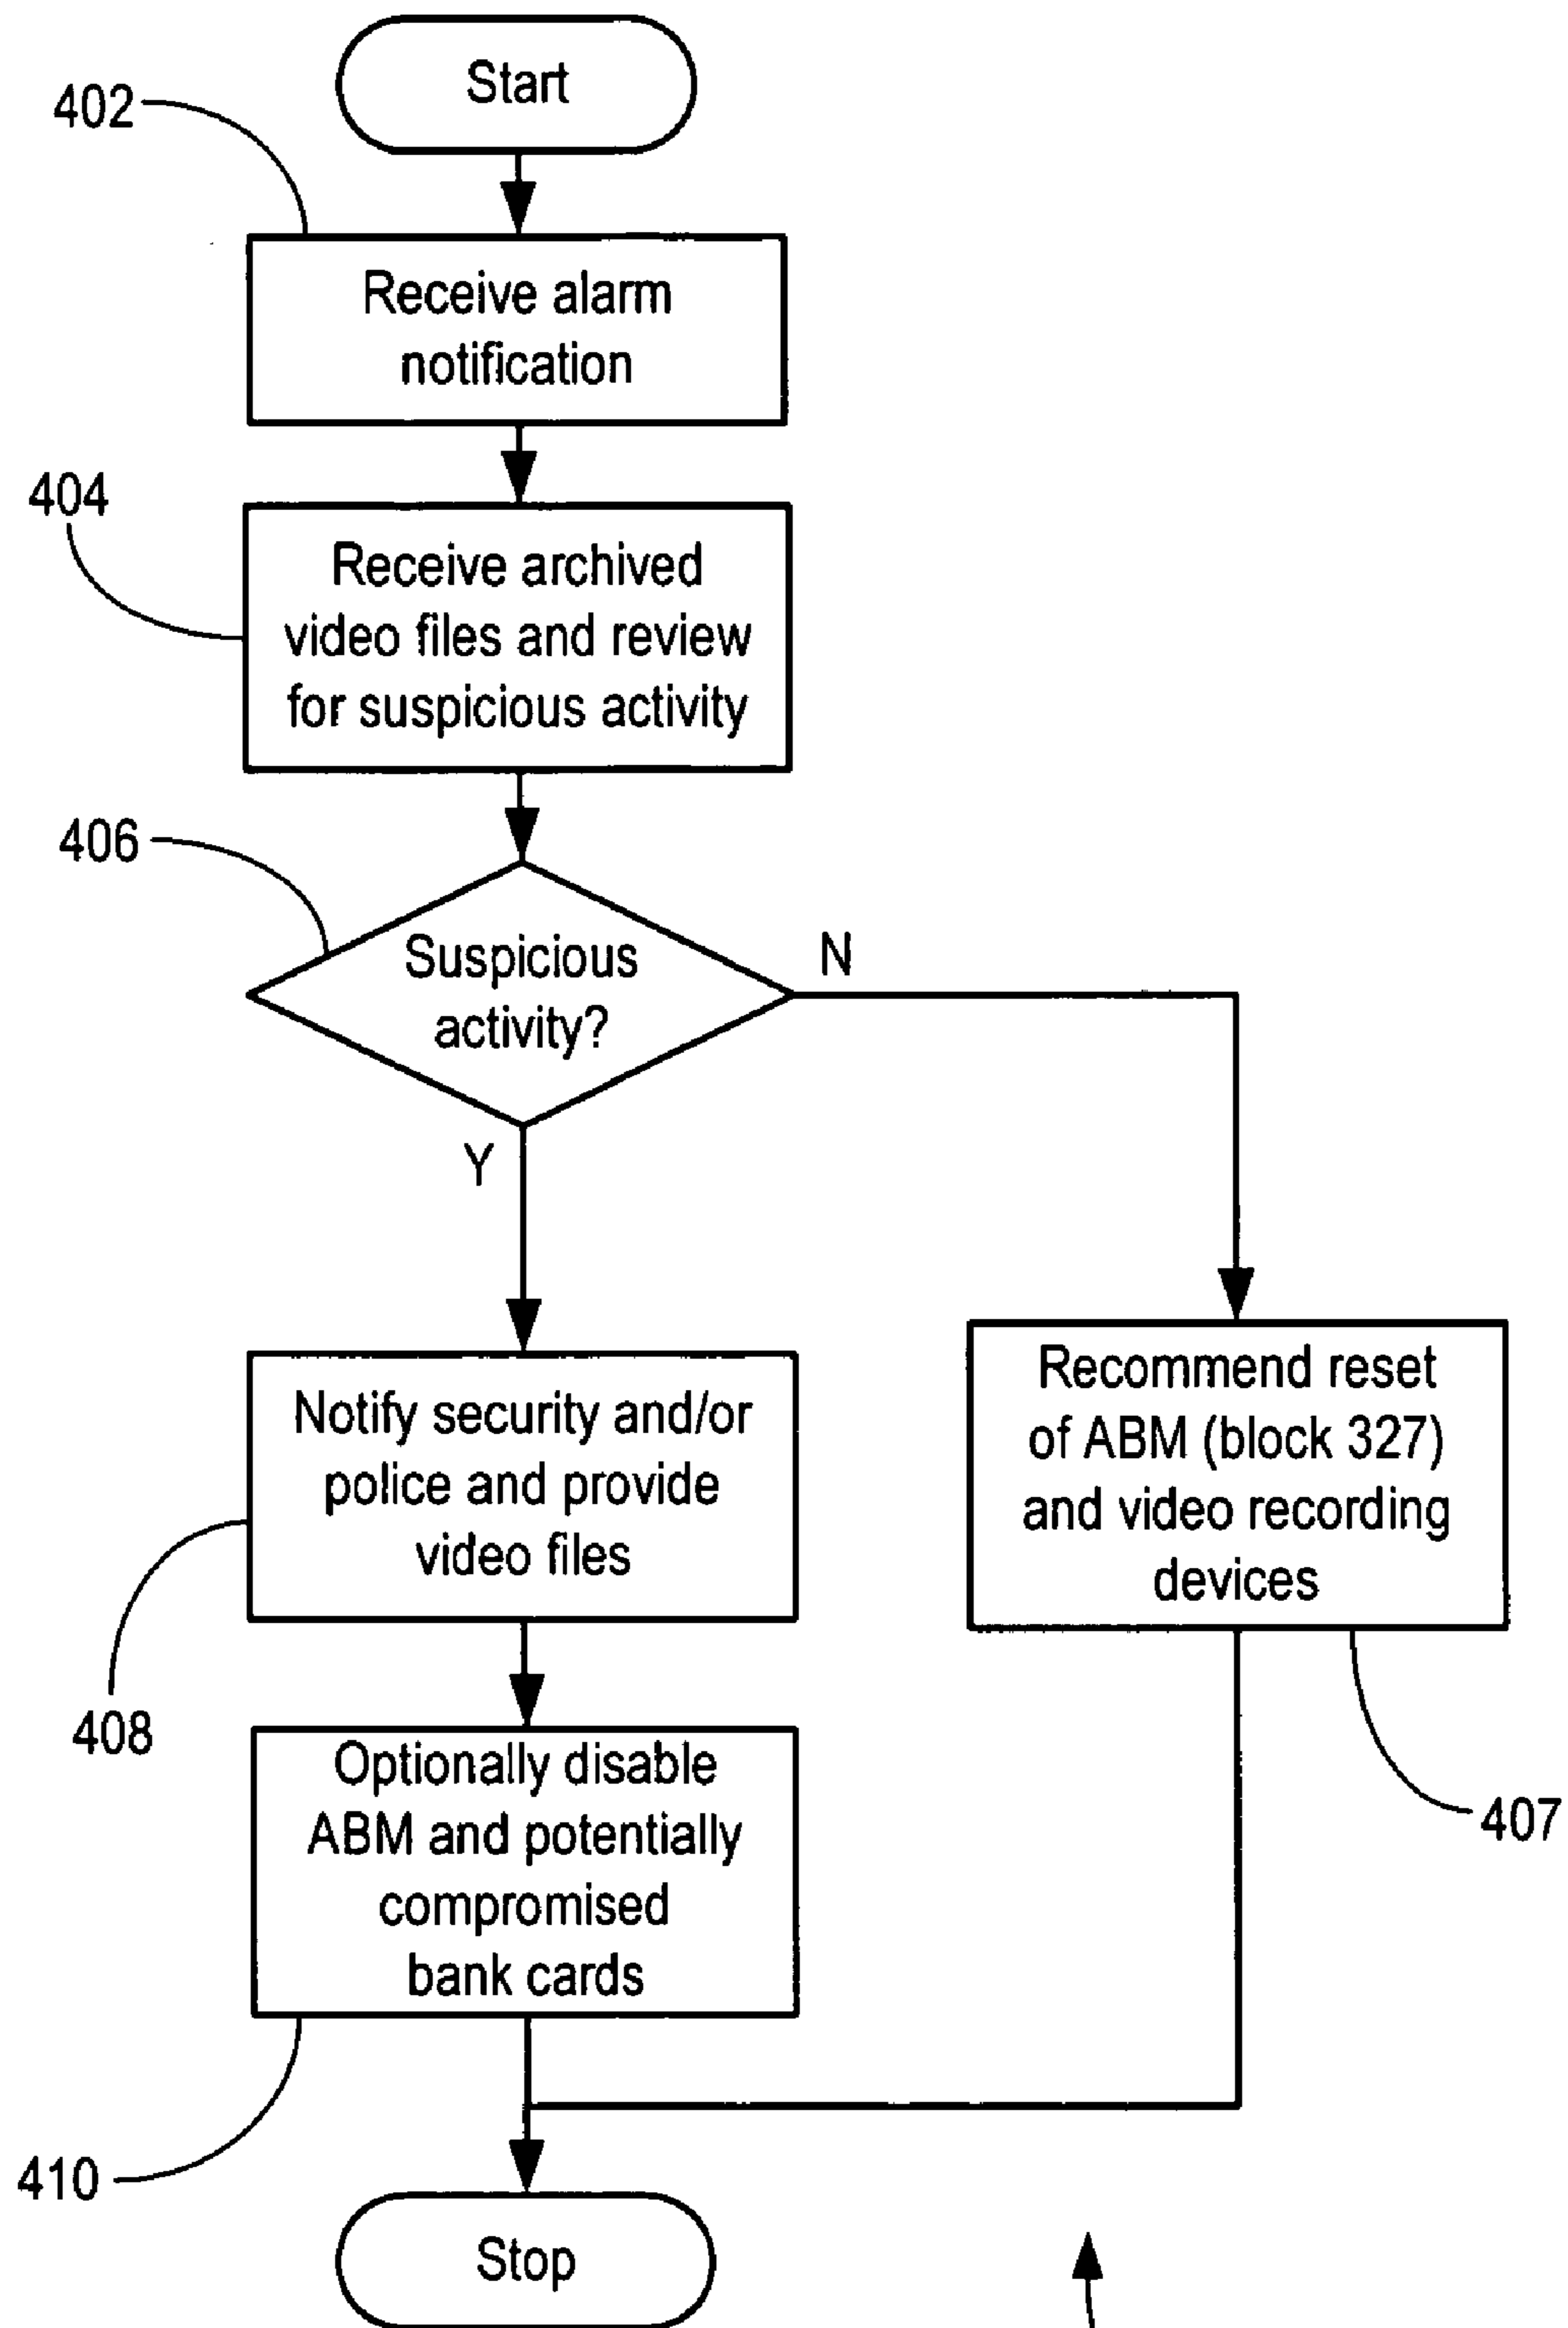 Start
402
Receive alarm
notification
404
Receive archived
video files and review
for suspicious activity
406
Suspicious
activity?
N
Y
Notify security and/or
police and provide
video files
408
Recommend reset
of ABM (block 327)
and video recording
devices
407
Optionally disable
ABM and potentially
compromised
bank cards
410
Stop